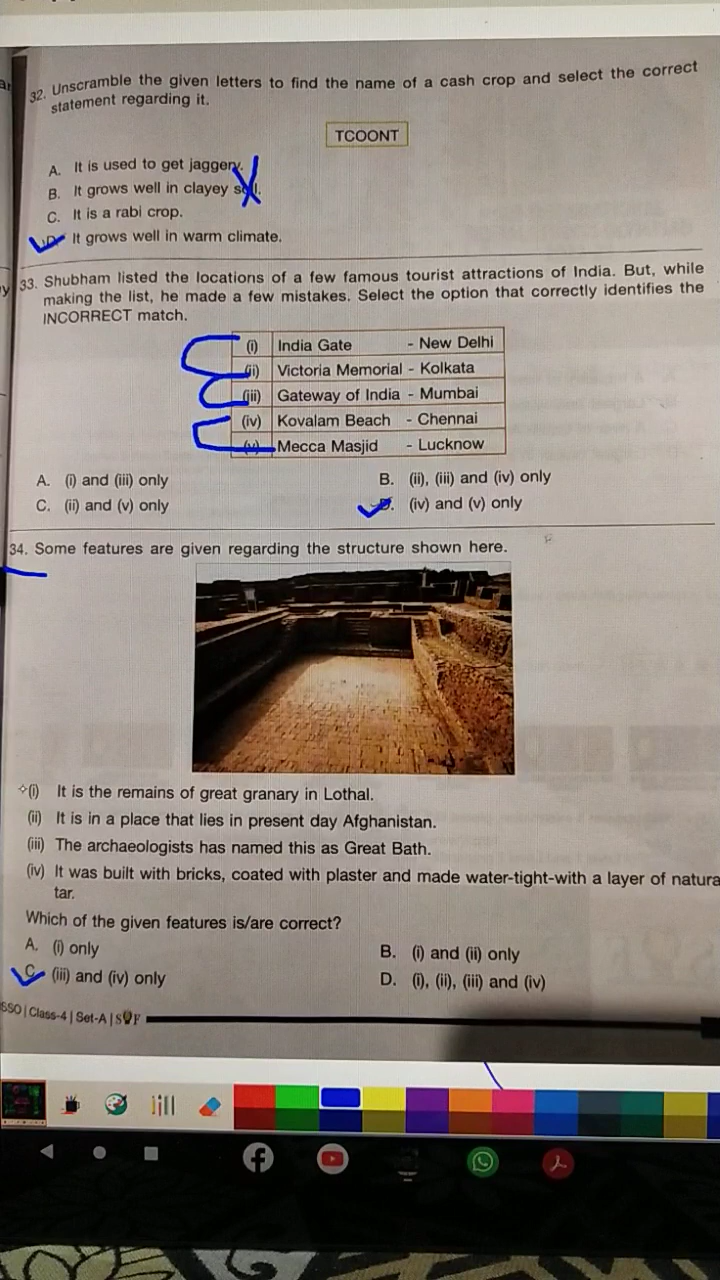 32. Unscramble the given letters to find the name of a cash crop and select the correct
statement regarding it.
TCOONT
A. It is used to get jaggery.
B. It grows well in clayey soil.
C. It is a rabi crop.
D. It grows well in warm climate.
33. Shubham listed the locations of a few famous tourist attractions of India. But, while
making the list, he made a few mistakes. Select the option that correctly identifies the
INCORRECT match.
(i) India Gate - New Delhi
(ii) Victoria Memorial - Kolkata
(iii) Gateway of India - Mumbai
(iv) Kovalam Beach - Chennai
(v) Mecca Masjid - Lucknow
A. (i) and (iii) only B. (ii), (iii) and (iv) only
C. (ii) and (v) only D. (iv) and (v) only
34. Some features are given regarding the structure shown here.
(i) It is the remains of great granary in Lothal.
(ii) It is in a place that lies in present day Afghanistan.
(iii) The archaeologists has named this as Great Bath.
(iv) It was built with bricks, coated with plaster and made water-tight-with a layer of natura
tar.
Which of the given features is/are correct?
A. (i) only B. (i) and (ii) only
C. (iii) and (iv) only D. (i), (ii), (iii) and (iv)
SSO | Class-4 | Set-A | SOF